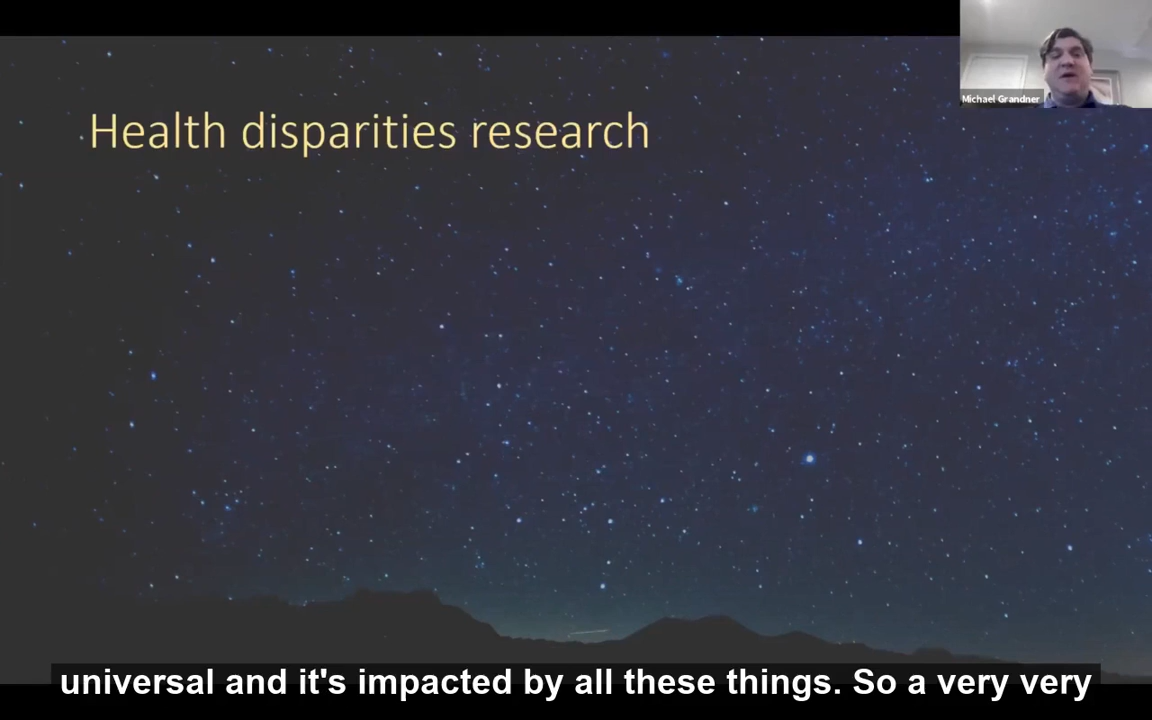 Michael Grandner
Health disparities research
universal and it's impacted by all these things. So a very very